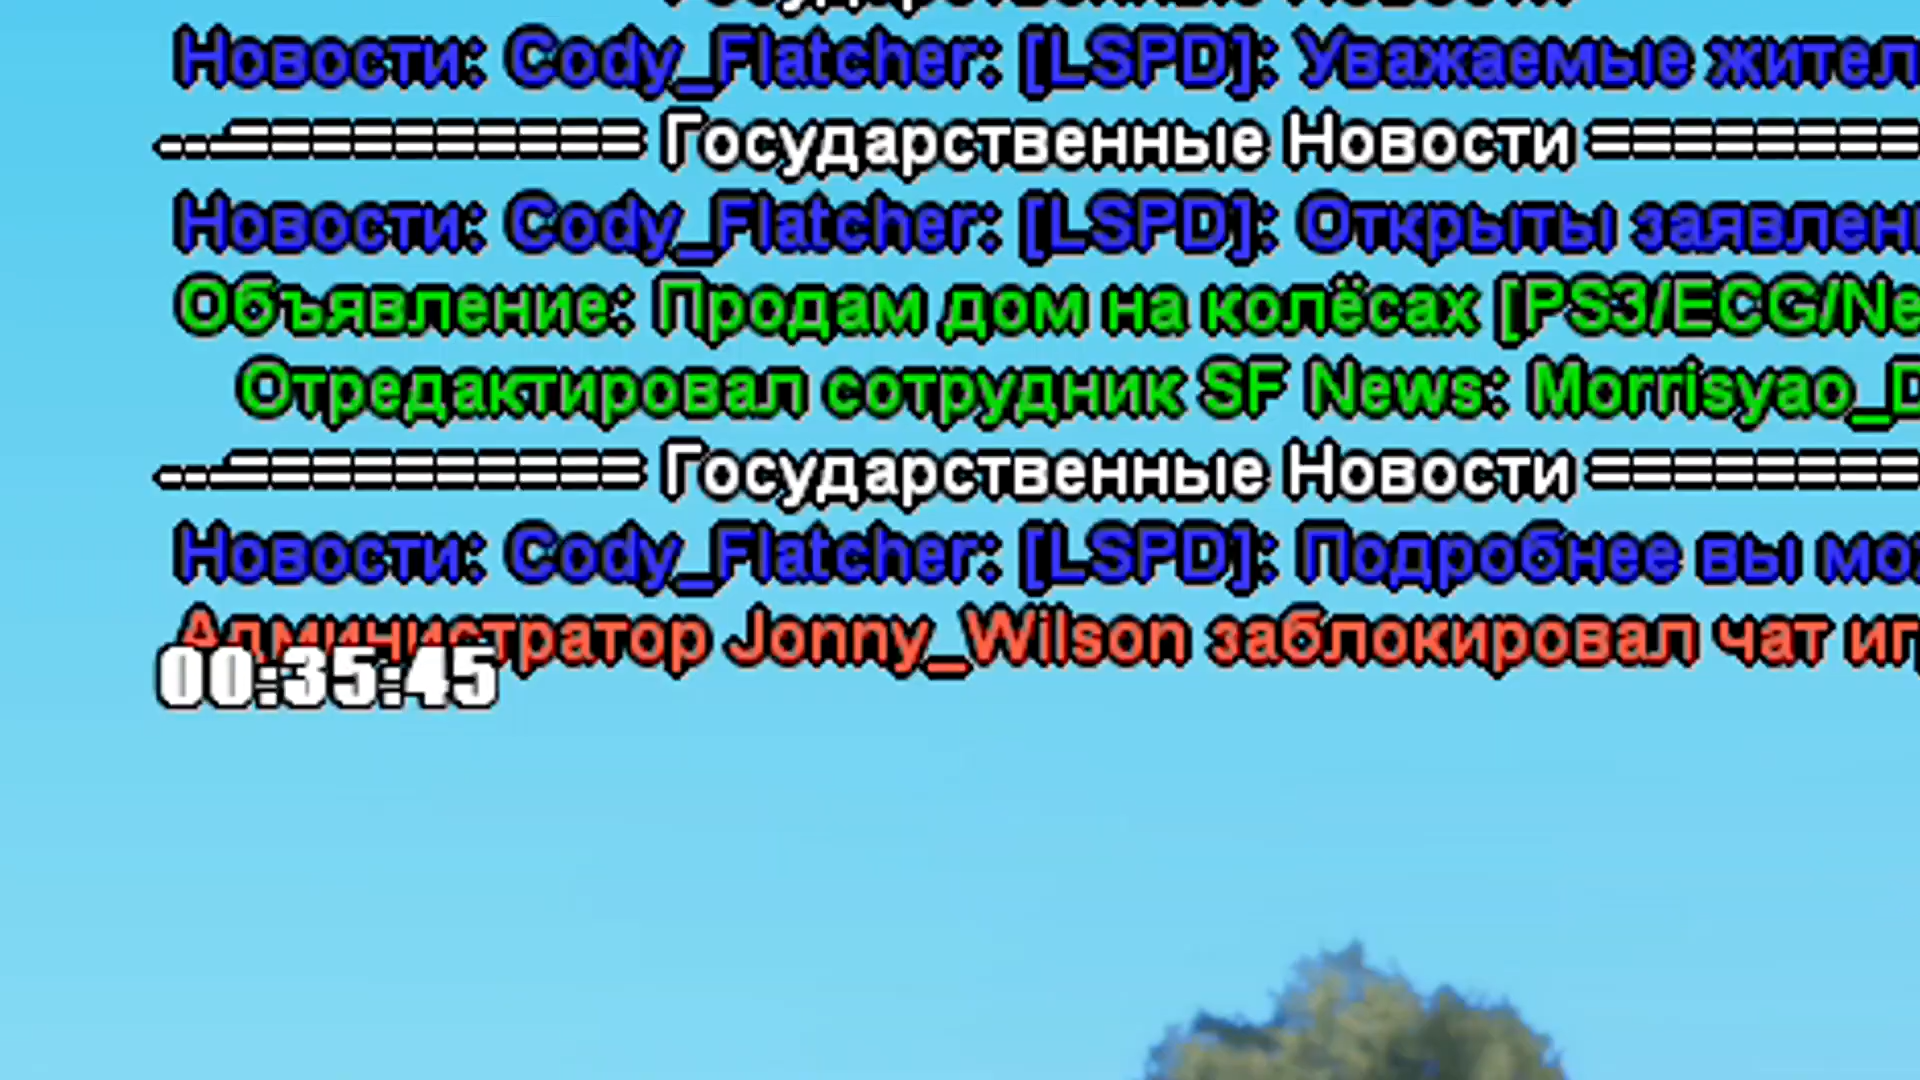 Государственные Новости
Новости: Cody_Flatcher: [LSPD]: Уважаемые жител
---========== Государственные Новости ========
Новости: Cody_Flatcher: [LSPD]: Открыты заявлен
Объявление: Продам дом на колёсах [PS3/ECG/Ne
Отредактировал сотрудник SF News: Morrisyao_D
---========== Государственные Новости ========
Новости: Cody_Flatcher: [LSPD]: Подробнее вы мо
Администратор Jonny_Wilson заблокировал чат иг
00:35:45